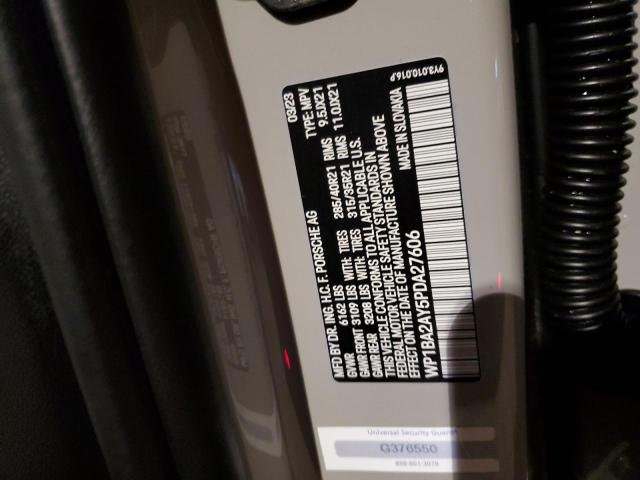 MFD BY DR. ING. H.C. F. PORSCHE AG 03/23
GVWR 6162 LBS TYPE: MPV
GAWR FRONT 3109 LBS WITH: TIRES 285/40R21 RIMS 9.5JX21
GAWR REAR 3208 LBS WITH: TIRES 315/35R21 RIMS 11.0JX21
THIS VEHICLE CONFORMS TO ALL APPLICABLE U.S.
FEDERAL MOTOR VEHICLE SAFETY STANDARDS IN
EFFECT ON THE DATE OF MANUFACTURE SHOWN ABOVE
WP1BA2AY5PDA27606 MADE IN SLOVAKIA
9Y3.010.016.P
Universal Security Guard
G376550